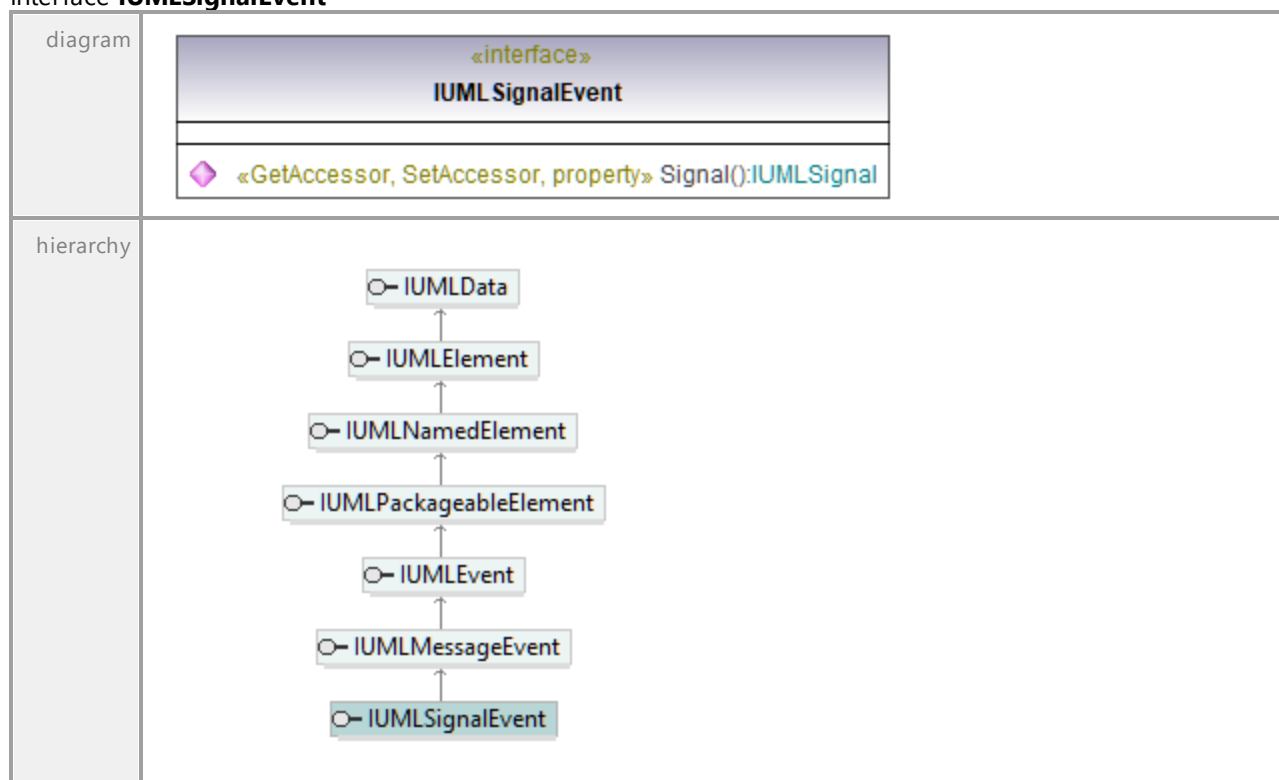 interface IUMLSignalEvent
diagram
«interface»
IUMLSignalEvent
«GetAccessor, SetAccessor, property» Signal():IUMLSignal
hierarchy
IUMLData
IUMLElement
IUMLNamedElement
IUMLPackageableElement
IUMLEvent
IUMLMessageEvent
IUMLSignalEvent